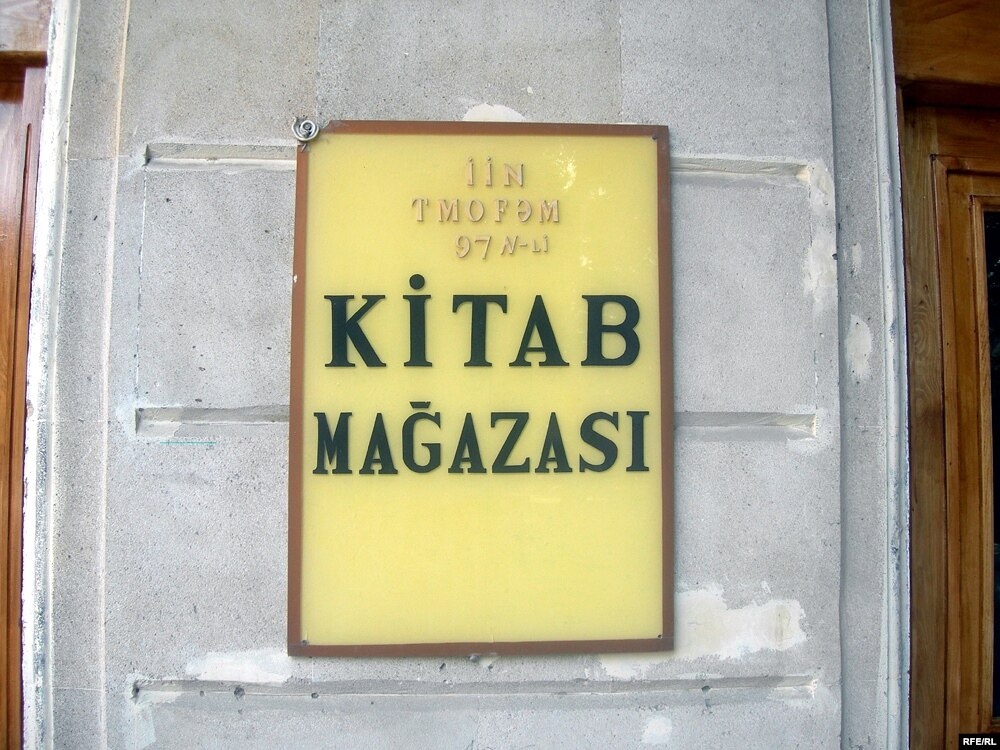 İİN
TMOFƏM
97 N-Lİ
KİTAB
MAĞAZASI
RFE/RL